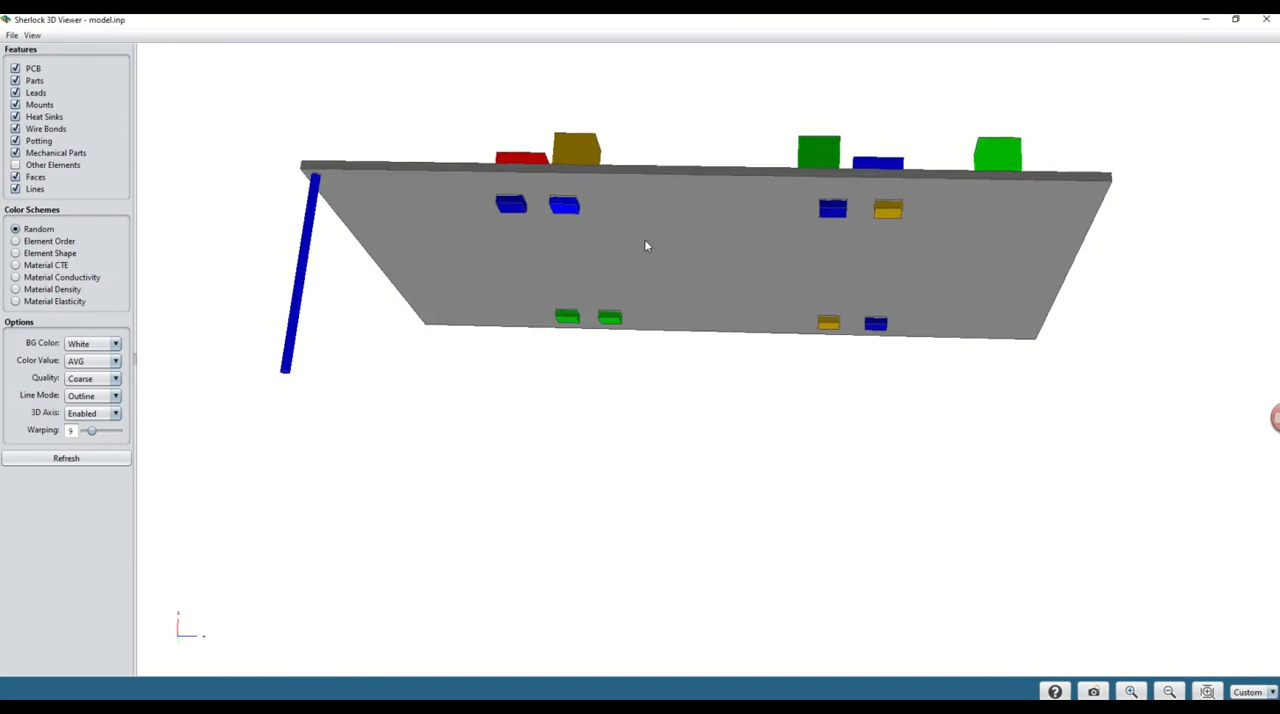 Sherlock 3D Viewer - model.inp
File View
Features
PCB
Parts
Leads
Mounts
Heat Sinks
Wire Bonds
Potting
Mechanical Parts
Other Elements
Faces
Lines
Color Schemes
Random
Element Order
Element Shape
Material CTE
Material Conductivity
Material Density
Material Elasticity
Options
BG Color: White
Color Value: AVG
Quality: Coarse
Line Mode: Outline
3D Axis: Enabled
Warping: 9
Refresh
Custom